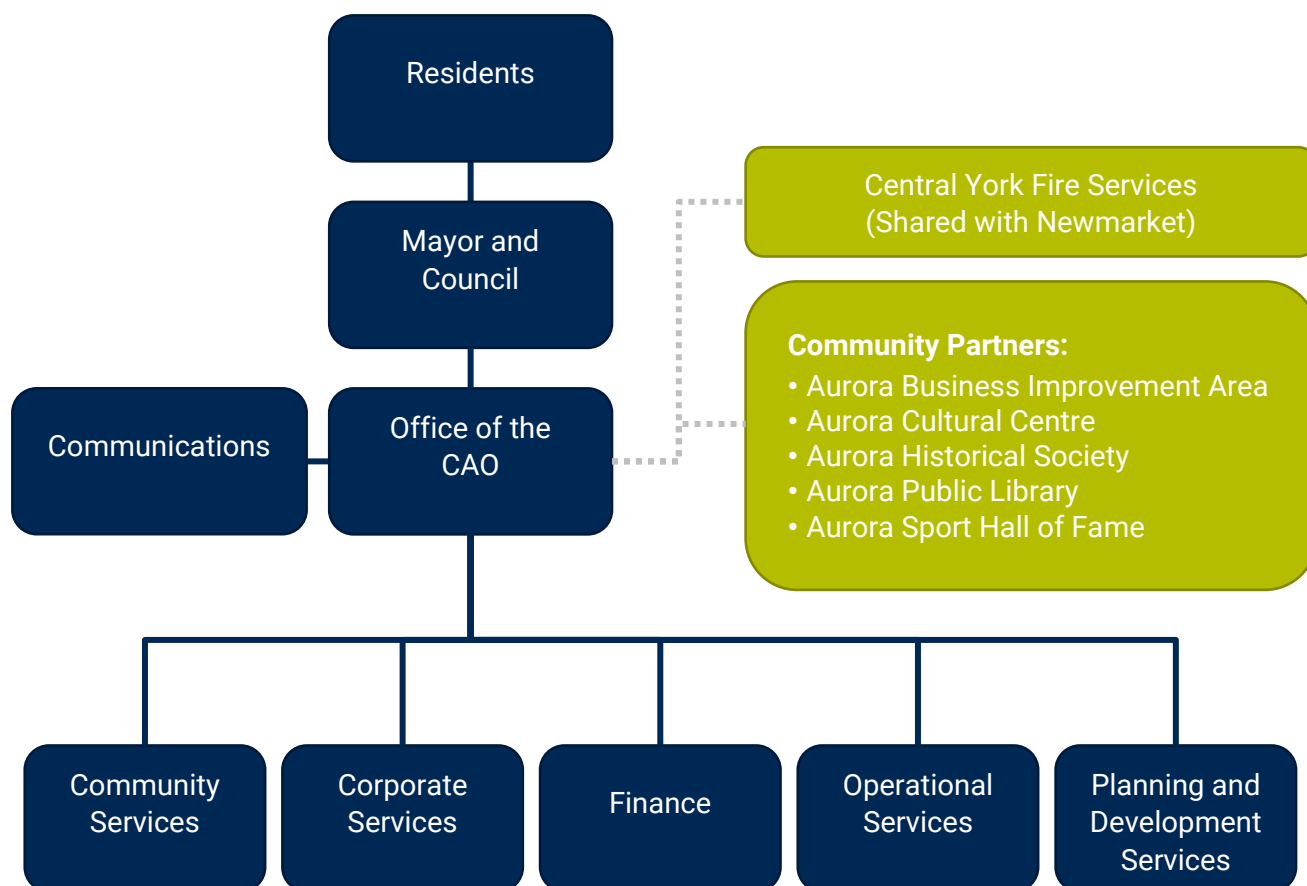 Residents
Mayor and
Council
Central York Fire Services
(Shared with Newmarket)
Communications
Office of the
CAO
Community Partners:
• Aurora Business Improvement Area
• Aurora Cultural Centre
• Aurora Historical Society
• Aurora Public Library
• Aurora Sport Hall of Fame
Community
Services
Corporate
Services
Finance
Operational
Services
Planning and
Development
Services